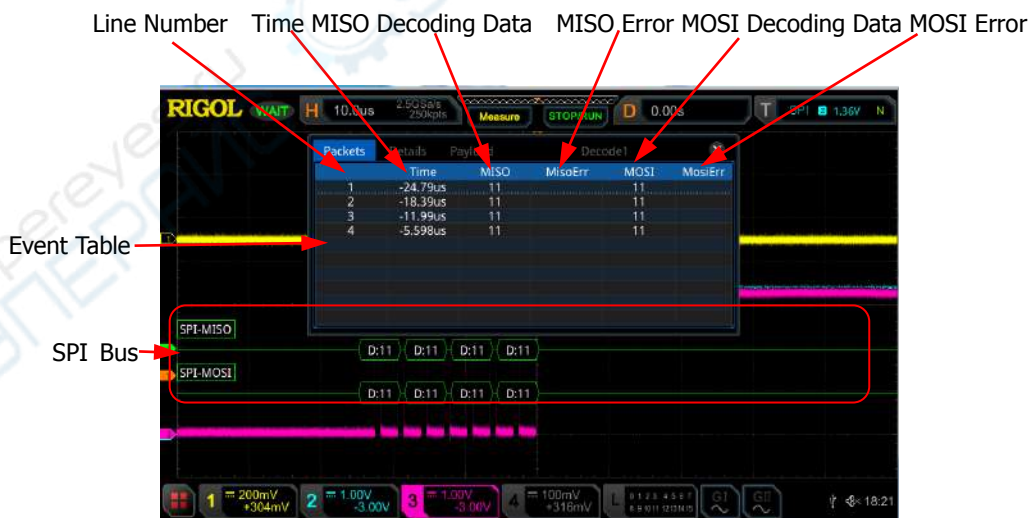 Line Number Time MISO Decoding Data MISO Error MOSI Decoding Data MOSI Error
RIGOL WAIT H 10.0us 2.5GSa/s 250kpts Measure STOP/RUN D 0.00s T SPI 1.36V N
Packets Details Payload Decode1
Time MISO MisoErr MOSI MosiErr
1 -24.79us 11 11
2 -18.39us 11 11
3 -11.99us 11 11
4 -5.598us 11 11
Event Table
SPI-MISO
SPI Bus
D:11 D:11 D:11 D:11
SPI-MOSI
D:11 D:11 D:11 D:11
1 200mV +304mV 2 1.00V -3.00V 3 1.00V -3.00V 4 100mV +316mV L GI GII 18:21